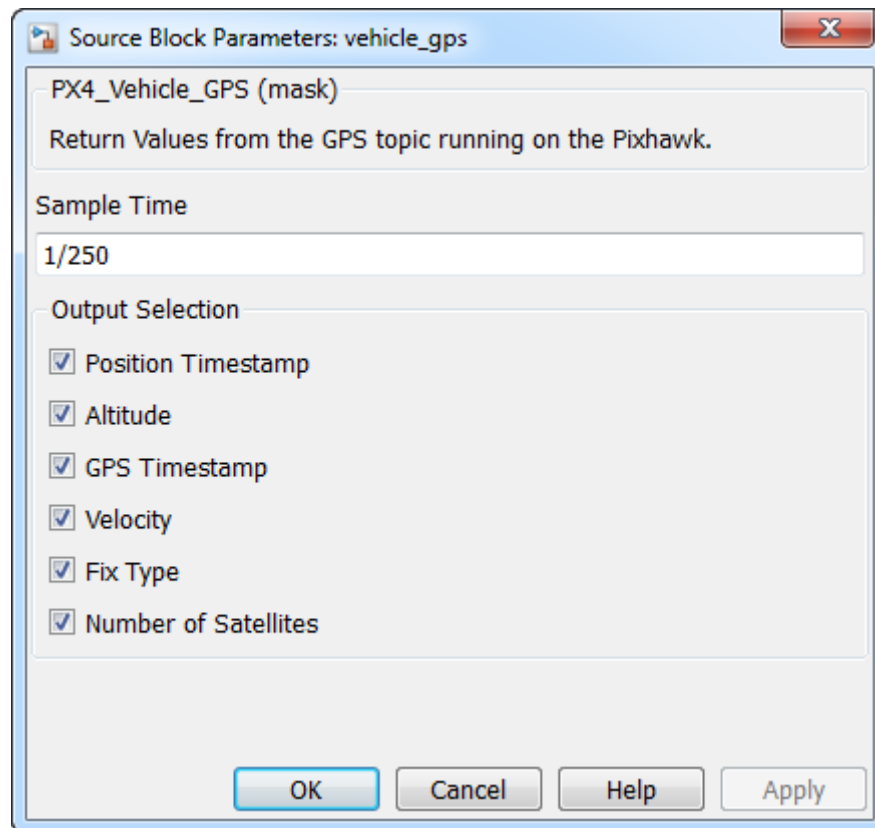 Source Block Parameters: vehicle_gps
PX4_Vehicle_GPS (mask)
Return Values from the GPS topic running on the Pixhawk.
Sample Time
1/250
Output Selection
Position Timestamp
Altitude
GPS Timestamp
Velocity
Fix Type
Number of Satellites
OK Cancel Help Apply